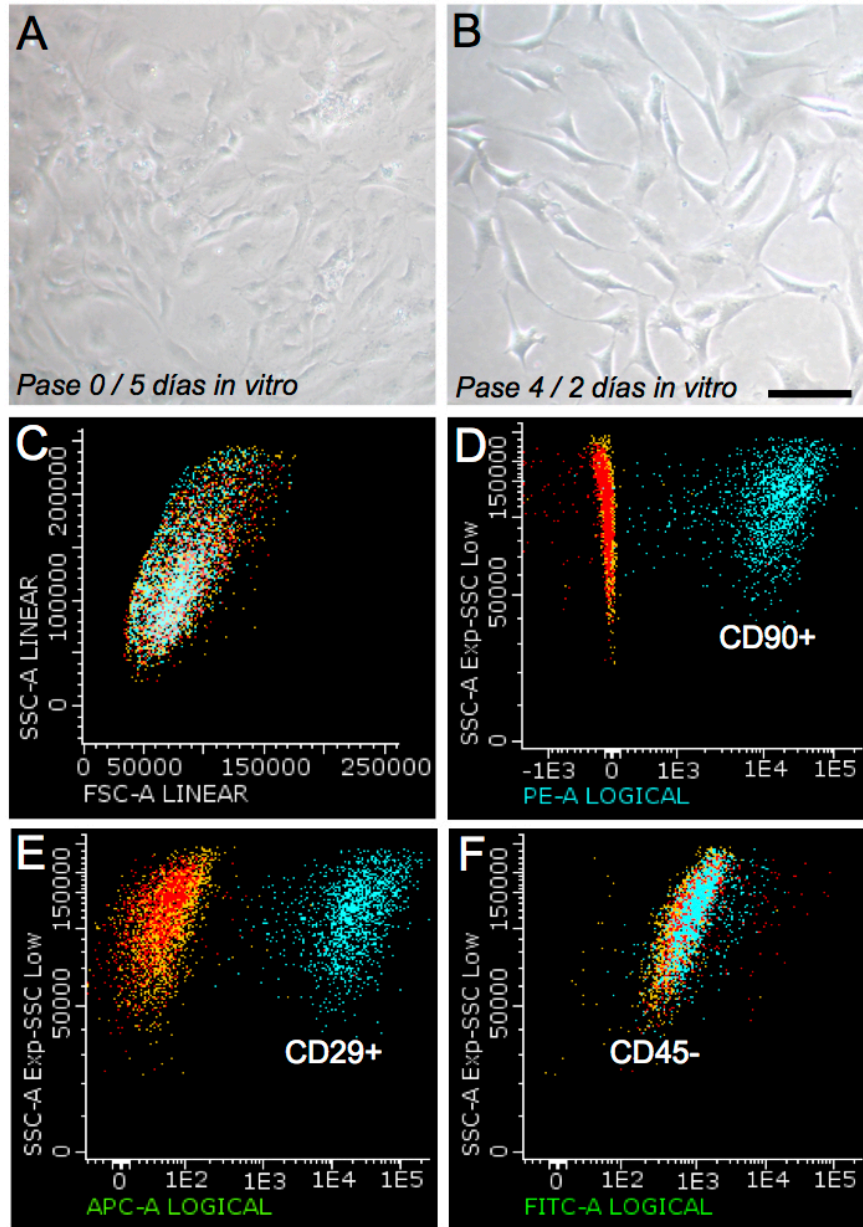 A
Pase 0 / 5 días in vitro
B
Pase 4 / 2 días in vitro
C
SSC-A LINEAR
0 100000 200000
0 50000 150000 250000
FSC-A LINEAR
D
SSC-A Exp-SSC Low
0 50000 150000
CD90+
-1E3 0 1E3 1E4 1E5
PE-A LOGICAL
E
SSC-A Exp-SSC Low
0 50000 150000
CD29+
0 1E2 1E3 1E4 1E5
APC-A LOGICAL
F
SSC-A Exp-SSC Low
0 50000 150000
CD45-
0 1E2 1E3 1E4 1E5
FITC-A LOGICAL